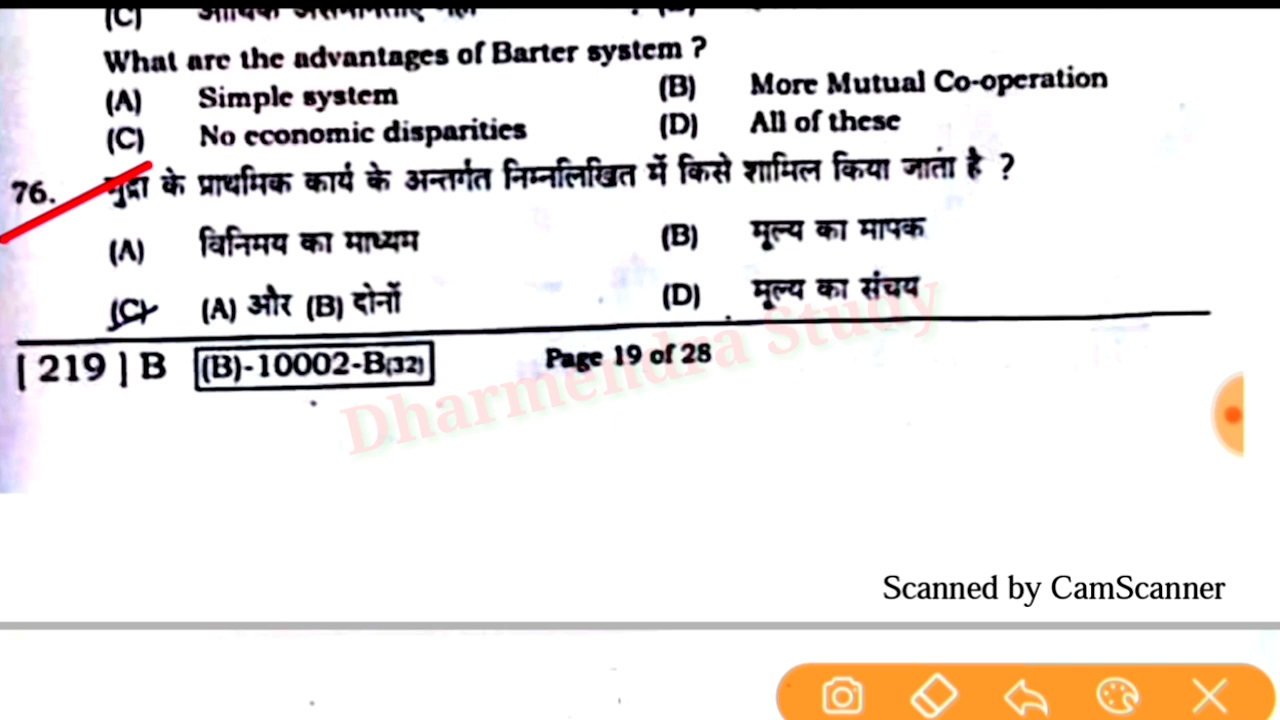 What are the advantages of Barter system ?
(A) Simple system (B) More Mutual Co-operation
(C) No economic disparities (D) All of these
76. मुद्रा के प्राथमिक कार्य के अन्तर्गत निम्नलिखित में किसे शामिल किया जाता है ?
(A) विनिमय का माध्यम (B) मूल्य का मापक
(C) (A) और (B) दोनों (D) मूल्य का संचय
[ 219 ] B (B)-10002-B(32) Page 19 of 28
Dharmendra Study
Scanned by CamScanner